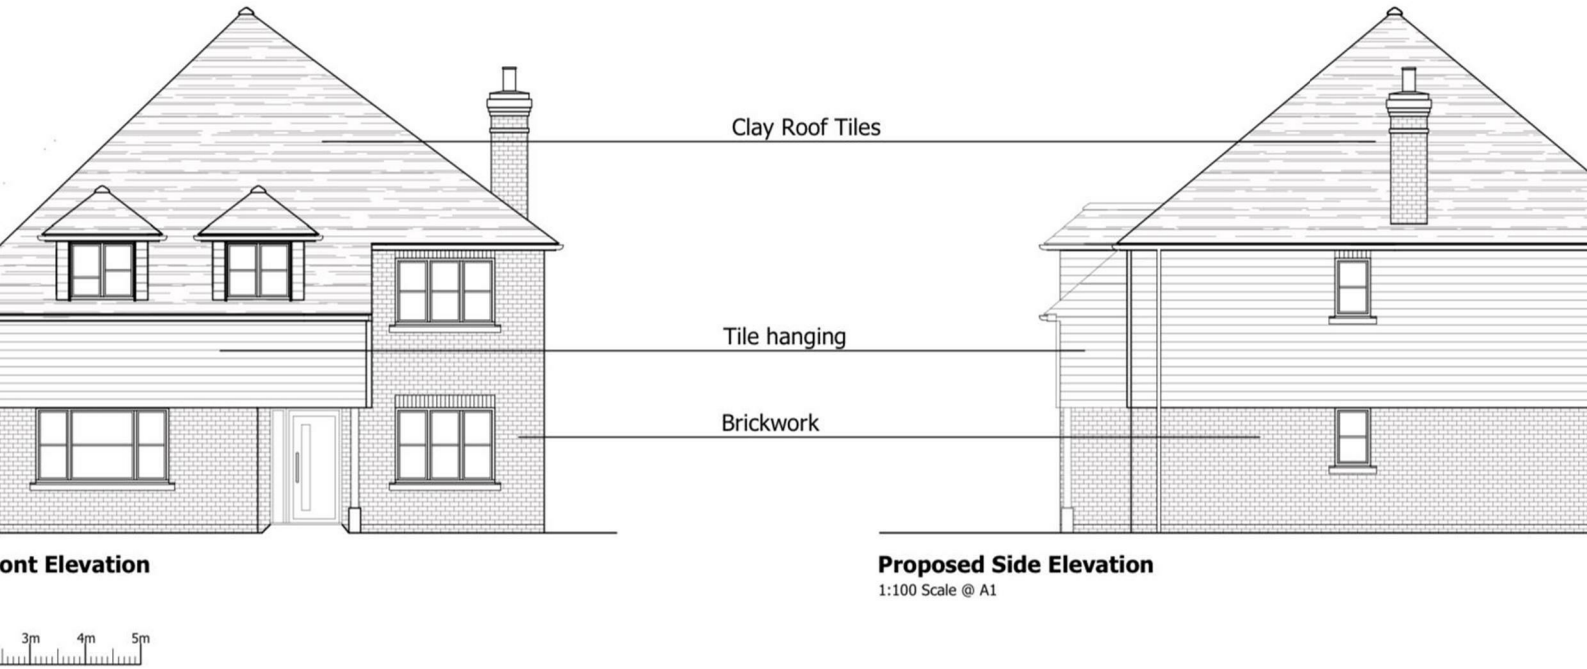 Clay Roof Tiles
Tile hanging
Brickwork
ont Elevation
Proposed Side Elevation
1:100 Scale @ A1
3m 4m 5m